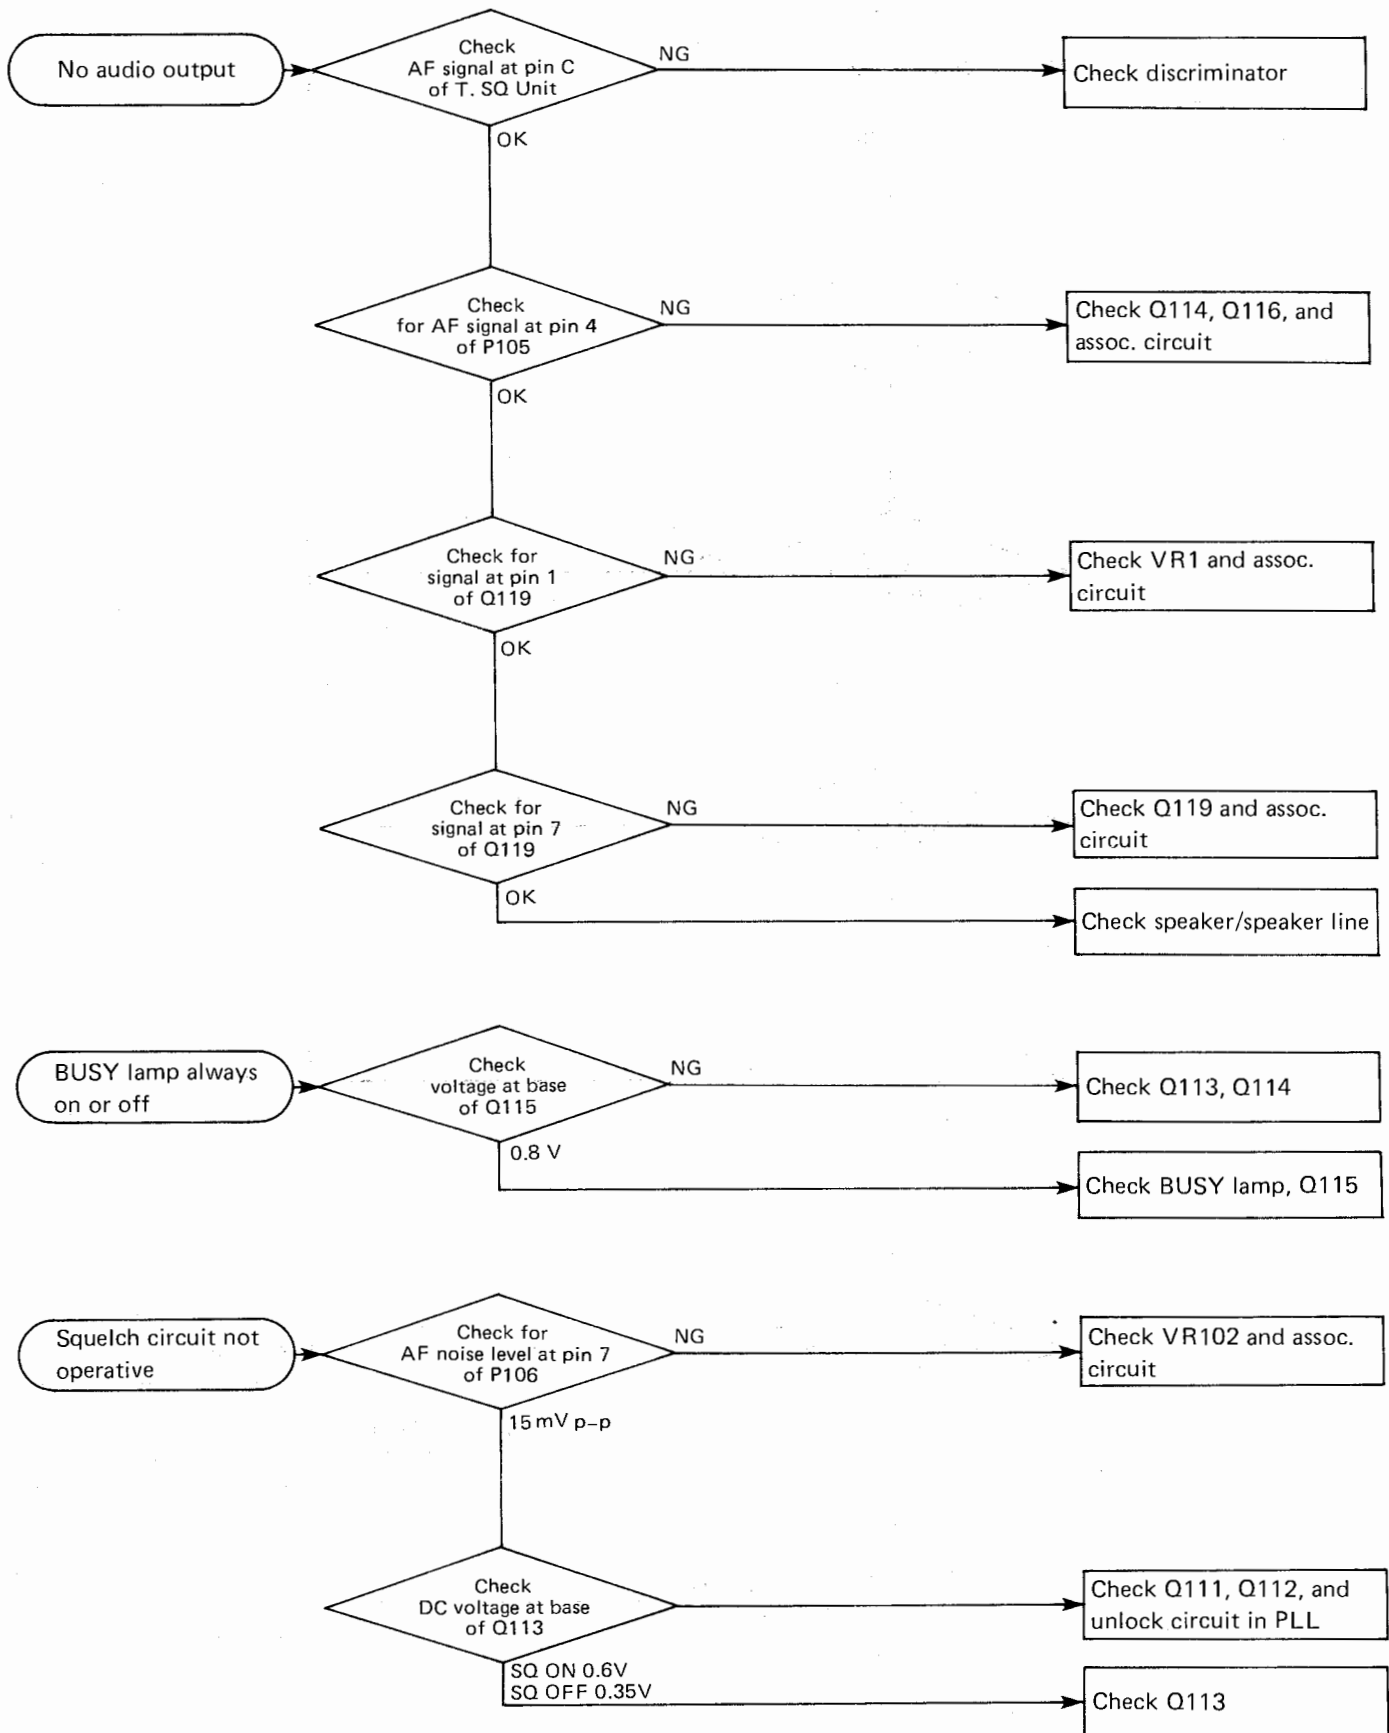 No audio output
Check
AF signal at pin C
of T. SQ Unit
NG
Check discriminator
OK
Check
for AF signal at pin 4
of P105
NG
Check Q114, Q116, and
assoc. circuit
OK
Check for
signal at pin 1
of Q119
NG
Check VR1 and assoc.
circuit
OK
Check for
signal at pin 7
of Q119
NG
Check Q119 and assoc.
circuit
OK
Check speaker/speaker line
BUSY lamp always
on or off
Check
voltage at base
of Q115
NG
Check Q113, Q114
0.8 V
Check BUSY lamp, Q115
Squelch circuit not
operative
Check for
AF noise level at pin 7
of P106
NG
Check VR102 and assoc.
circuit
15 mV p-p
Check
DC voltage at base
of Q113
Check Q111, Q112, and
unlock circuit in PLL
SQ ON 0.6V
SQ OFF 0.35V
Check Q113